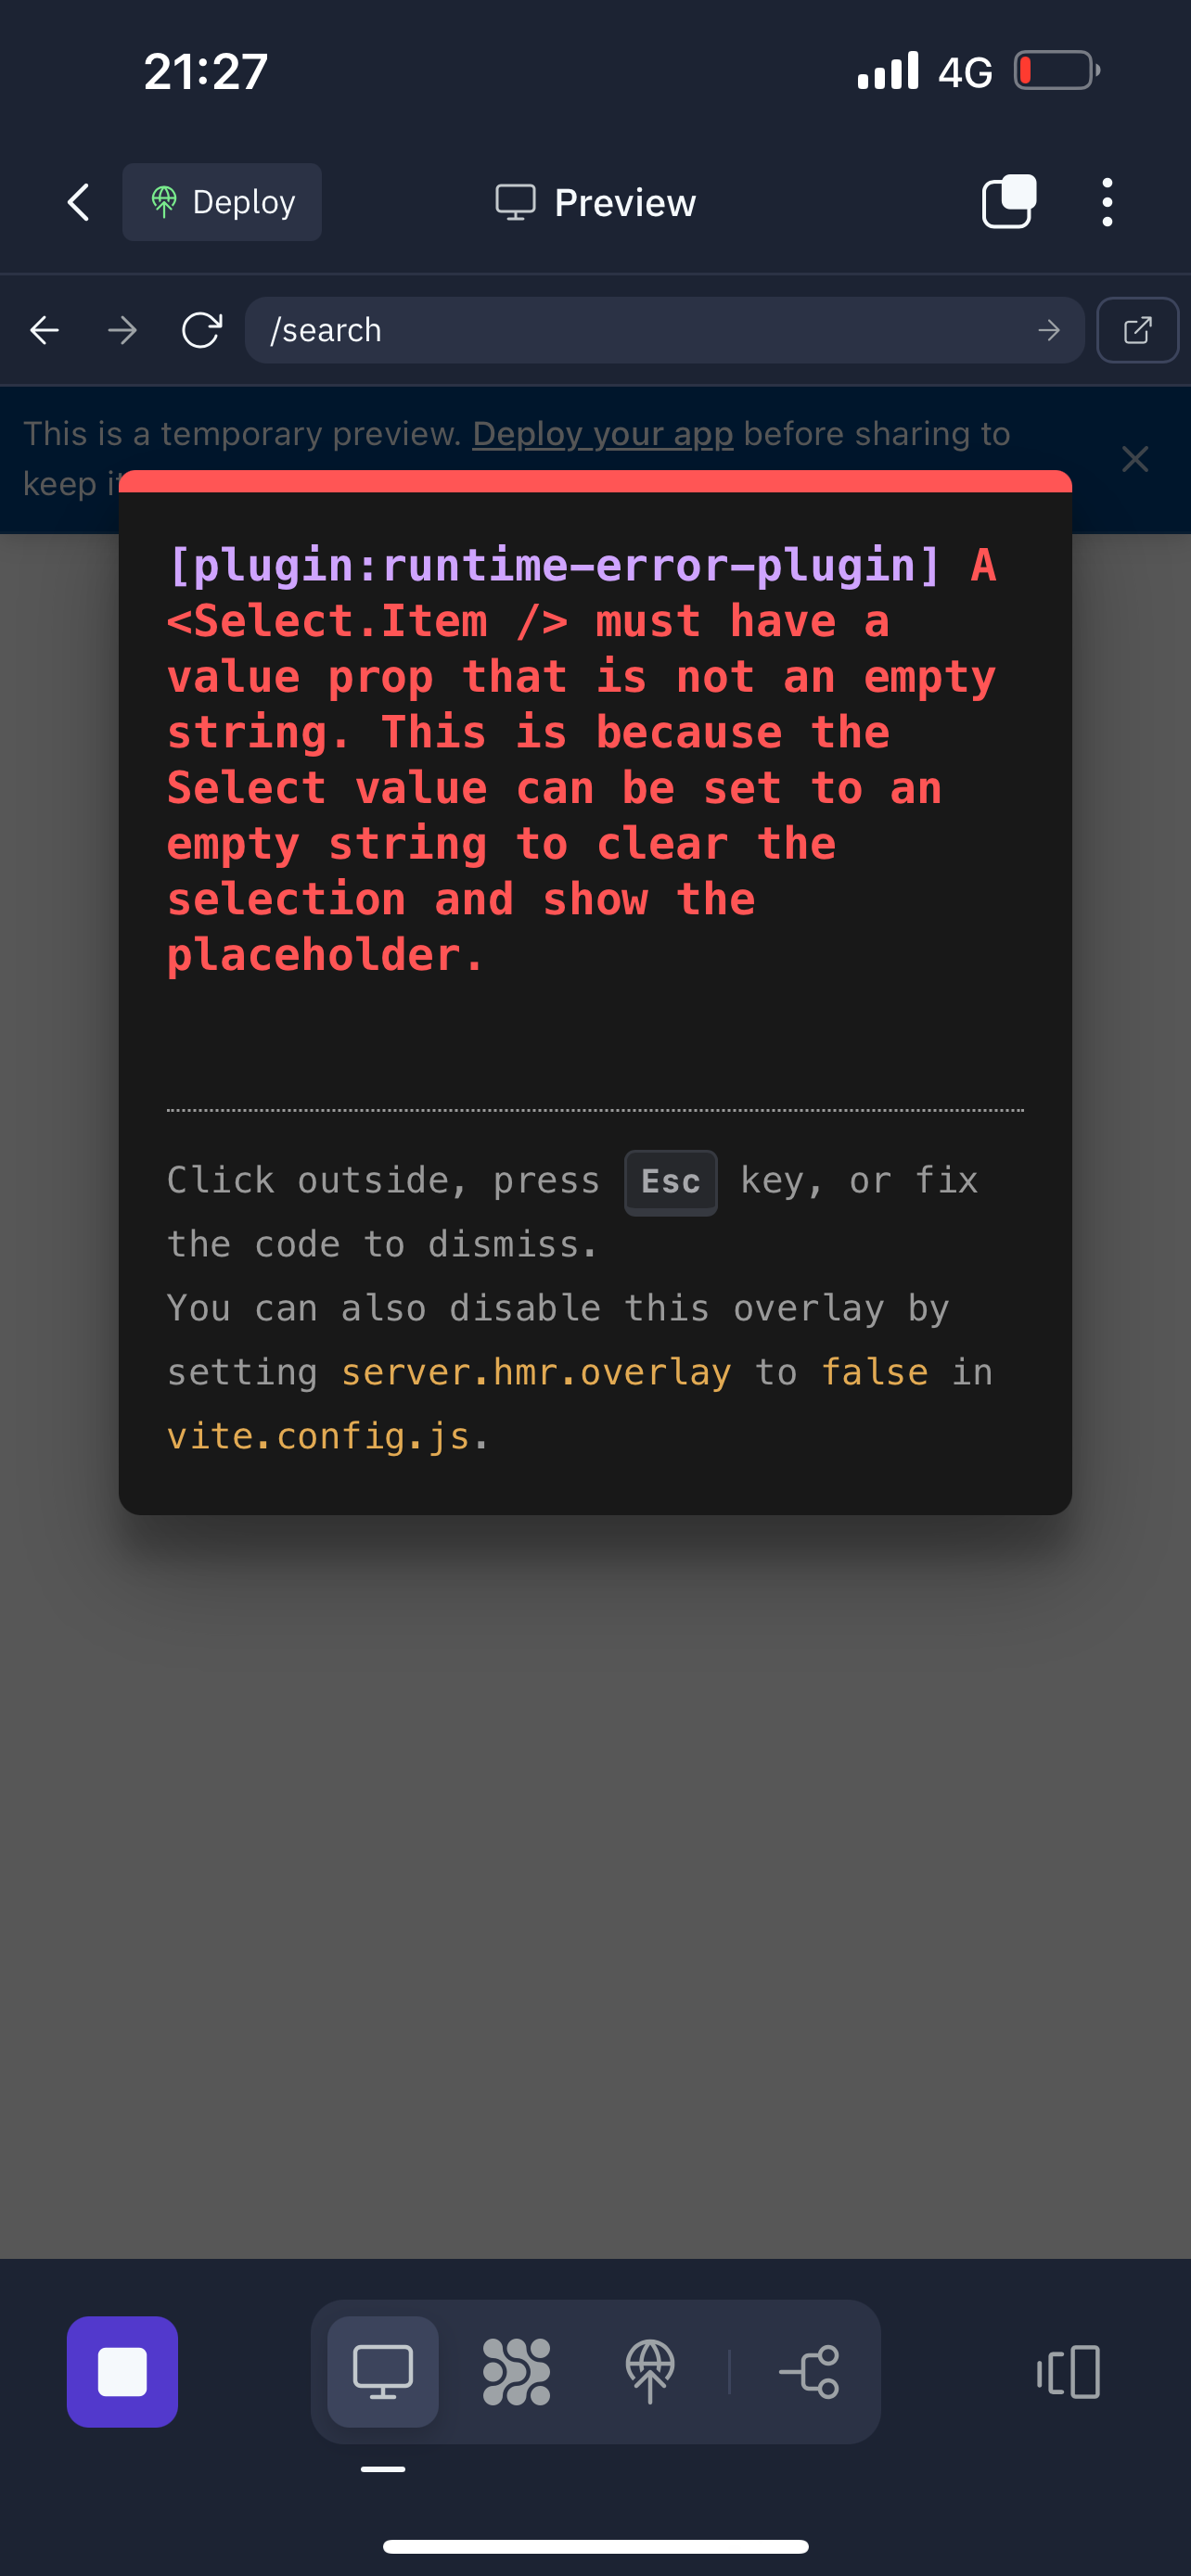 21:27
4G
Deploy
Preview
/search
This is a temporary preview. Deploy your app before sharing to
keep
[plugin:runtime-error-plugin] A
<Select.Item /> must have a
value prop that is not an empty
string. This is because the
Select value can be set to an
empty string to clear the
selection and show the
placeholder.
Click outside, press Esc key, or fix
the code to dismiss.
You can also disable this overlay by
setting server.hmr.overlay to false in
vite.config.js.